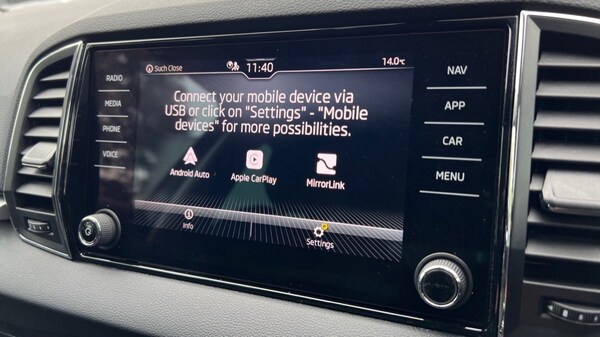 Such Close
11:40
14.0°C
RADIO
MEDIA
PHONE
VOICE
Connect your mobile device via
USB or click on "Settings" - "Mobile
devices" for more possibilities.
Android Auto
Apple CarPlay
MirrorLink
Info
Settings
NAV
APP
CAR
MENU